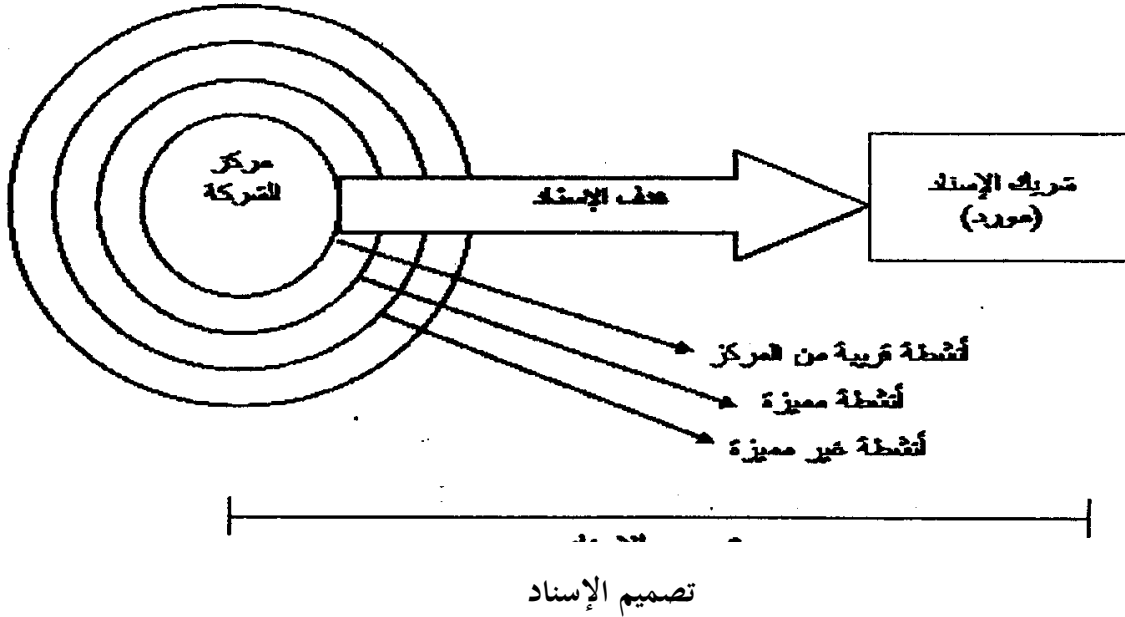 مركز
الشركة
هدف الإسناد
شريك الإسناد
(مورد)
أنشطة قريبة من المركز
أنشطة مميزة
أنشطة غير مميزة
تصميم الإسناد